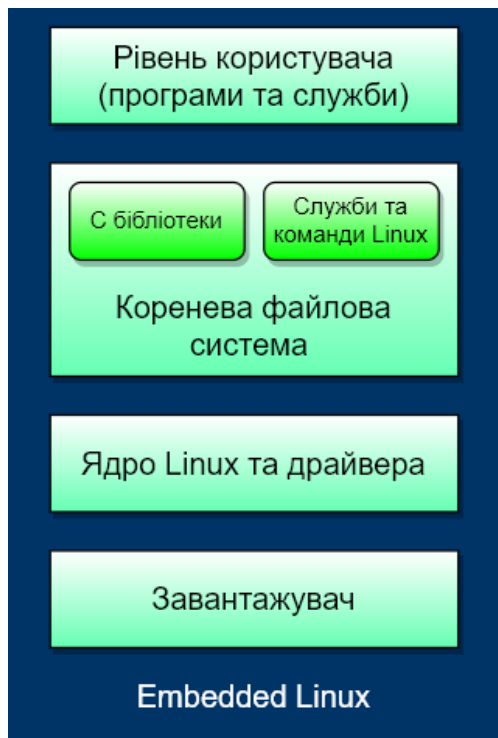 Рівень користувача
(програми та служби)
С бібліотеки
Служби та
команди Linux
Коренева файлова
система
Ядро Linux та драйвера
Завантажувач
Embedded Linux